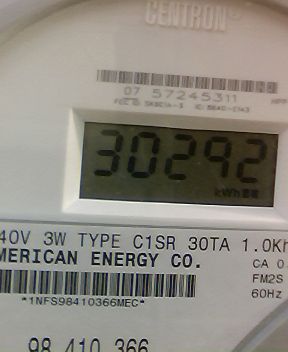 CENTRON®
07 57245311
30292
kWh
40V 3W TYPE C1SR 30TA 1.0Kh
MERICAN ENERGY CO.
CA 0.
FM2S
60Hz
*1NFS98410366MEC*
98 410 366